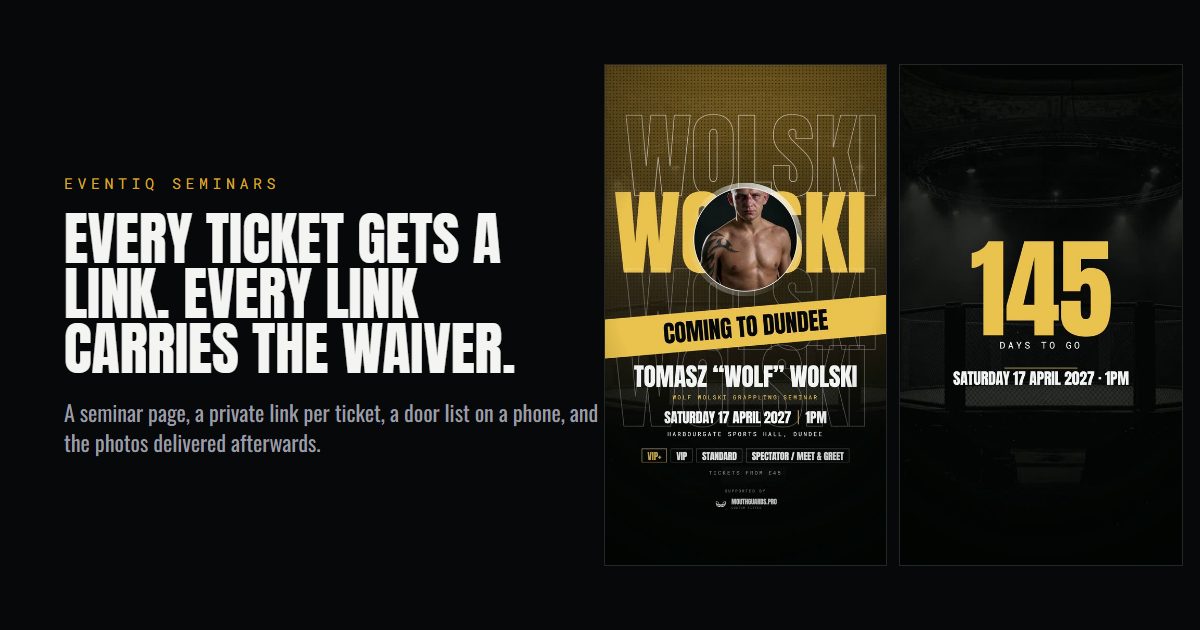 EVENTIQ SEMINARS
EVERY TICKET GETS A
LINK. EVERY LINK
CARRIES THE WAIVER.
A seminar page, a private link per ticket, a door list on a phone, and
the photos delivered afterwards.
WOLSKI
WOLSKI
WOLSKI
WOLSKI
COMING TO DUNDEE
TOMASZ “WOLF” WOLSKI
WOLF WOLSKI GRAPPLING SEMINAR
SATURDAY 17 APRIL 2027 | 1PM
HARBOURGATE SPORTS HALL, DUNDEE
VIP+ VIP STANDARD SPECTATOR / MEET & GREET
TICKETS FROM £45
SUPPORTED BY
MOUTHGUARDS.PRO
145
DAYS TO GO
SATURDAY 17 APRIL 2027 · 1PM